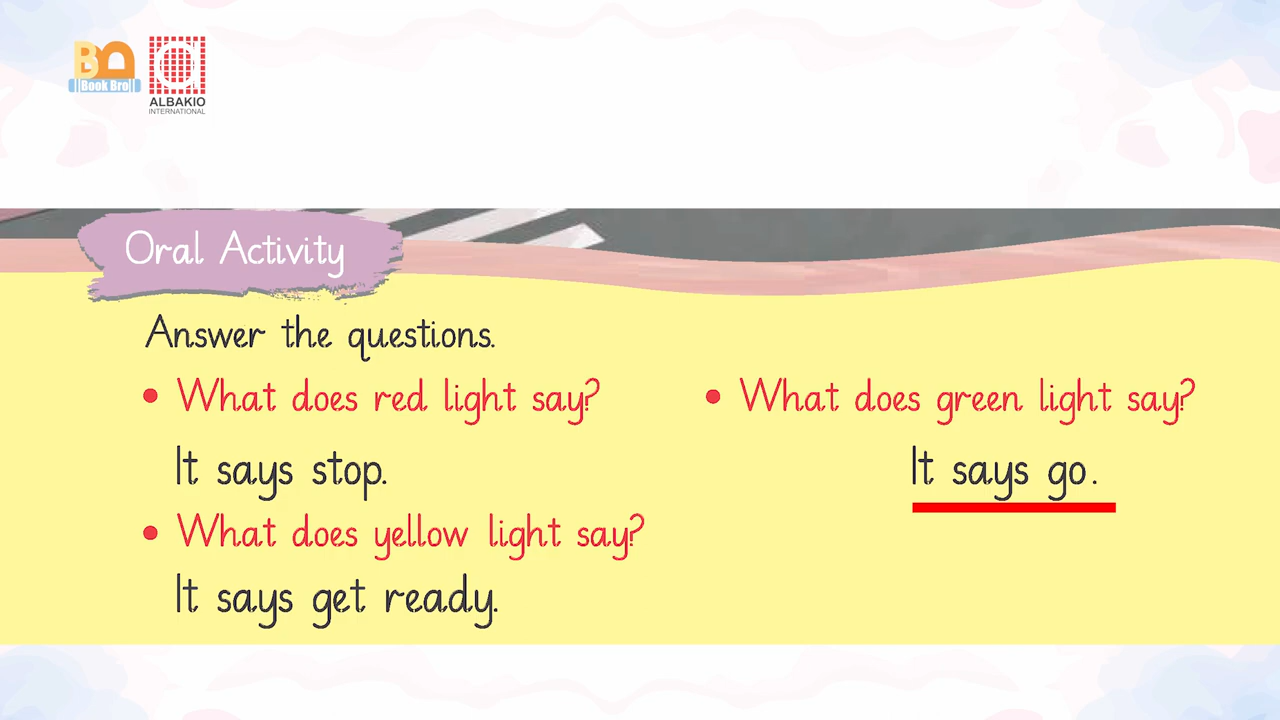 BB
Book Bro
ALBAKIO
INTERNATIONAL
Oral Activity
Answer the questions.
• What does red light say?
It says stop.
• What does yellow light say?
It says get ready.
• What does green light say?
It says go.